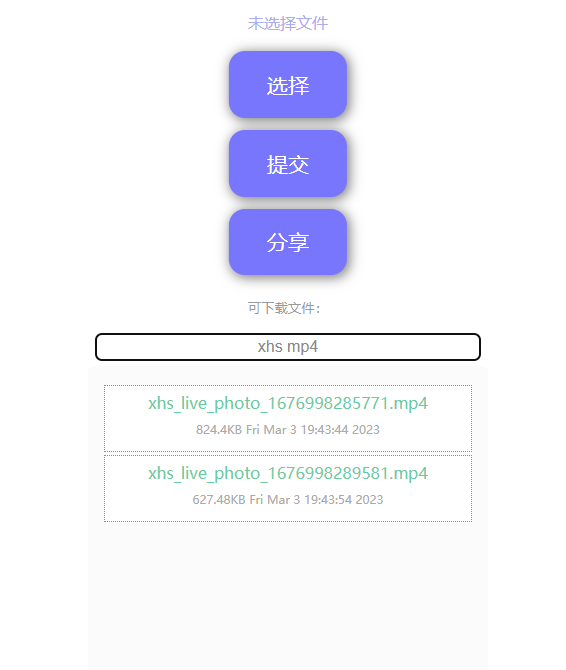 未选择文件
选择
提交
分享
可下载文件：
xhs mp4
xhs_live_photo_1676998285771.mp4
824.4KB Fri Mar 3 19:43:44 2023
xhs_live_photo_1676998289581.mp4
627.48KB Fri Mar 3 19:43:54 2023